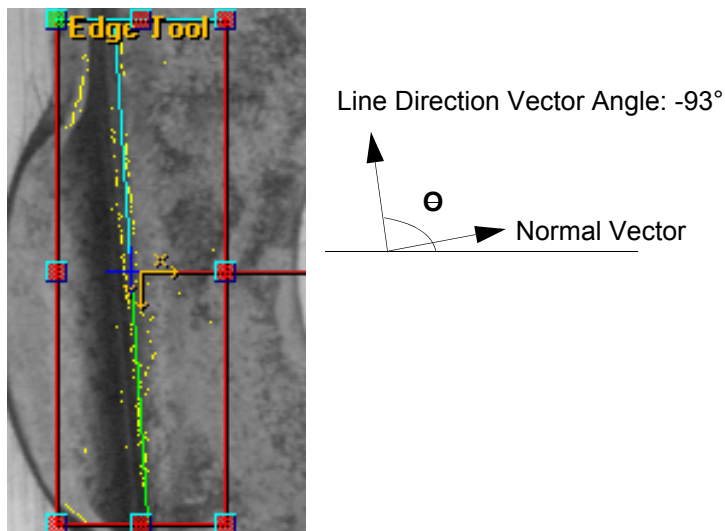 Edge Tool
Line Direction Vector Angle: -93°
Θ
Normal Vector
x